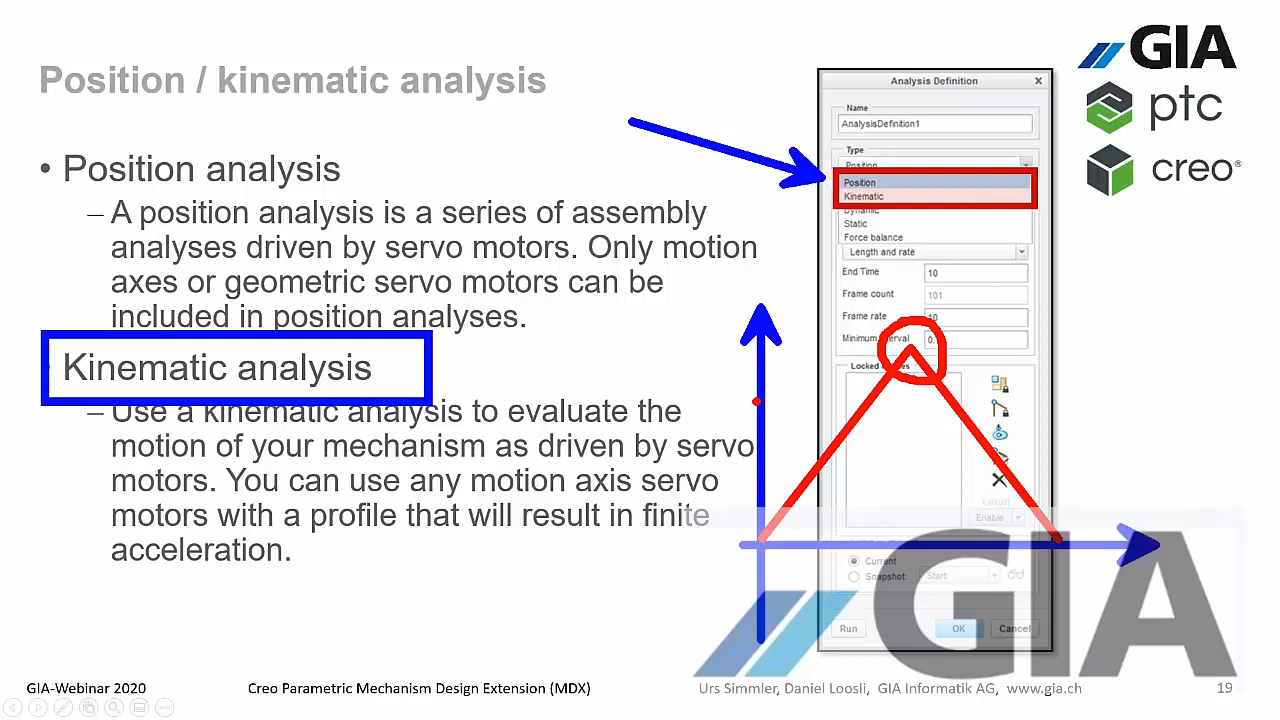 Position / kinematic analysis
• Position analysis
– A position analysis is a series of assembly
analyses driven by servo motors. Only motion
axes or geometric servo motors can be
included in position analyses.
Kinematic analysis
– Use a kinematic analysis to evaluate the
motion of your mechanism as driven by servo
motors. You can use any motion axis servo
motors with a profile that will result in finite
acceleration.
Analysis Definition
Name
AnalysisDefinition1
Type
Position
Position
Kinematic
Dynamic
Static
Force balance
Length and rate
End Time 10
Frame count 101
Frame rate 10
Minimum
Locked
Enable
Current
Snapshot: Start
Run OK Cancel
GIA
ptc
creo®
GIA
GIA-Webinar 2020
Creo Parametric Mechanism Design Extension (MDX)
Urs Simmler, Daniel Loosli, GIA Informatik AG, www.gia.ch
19